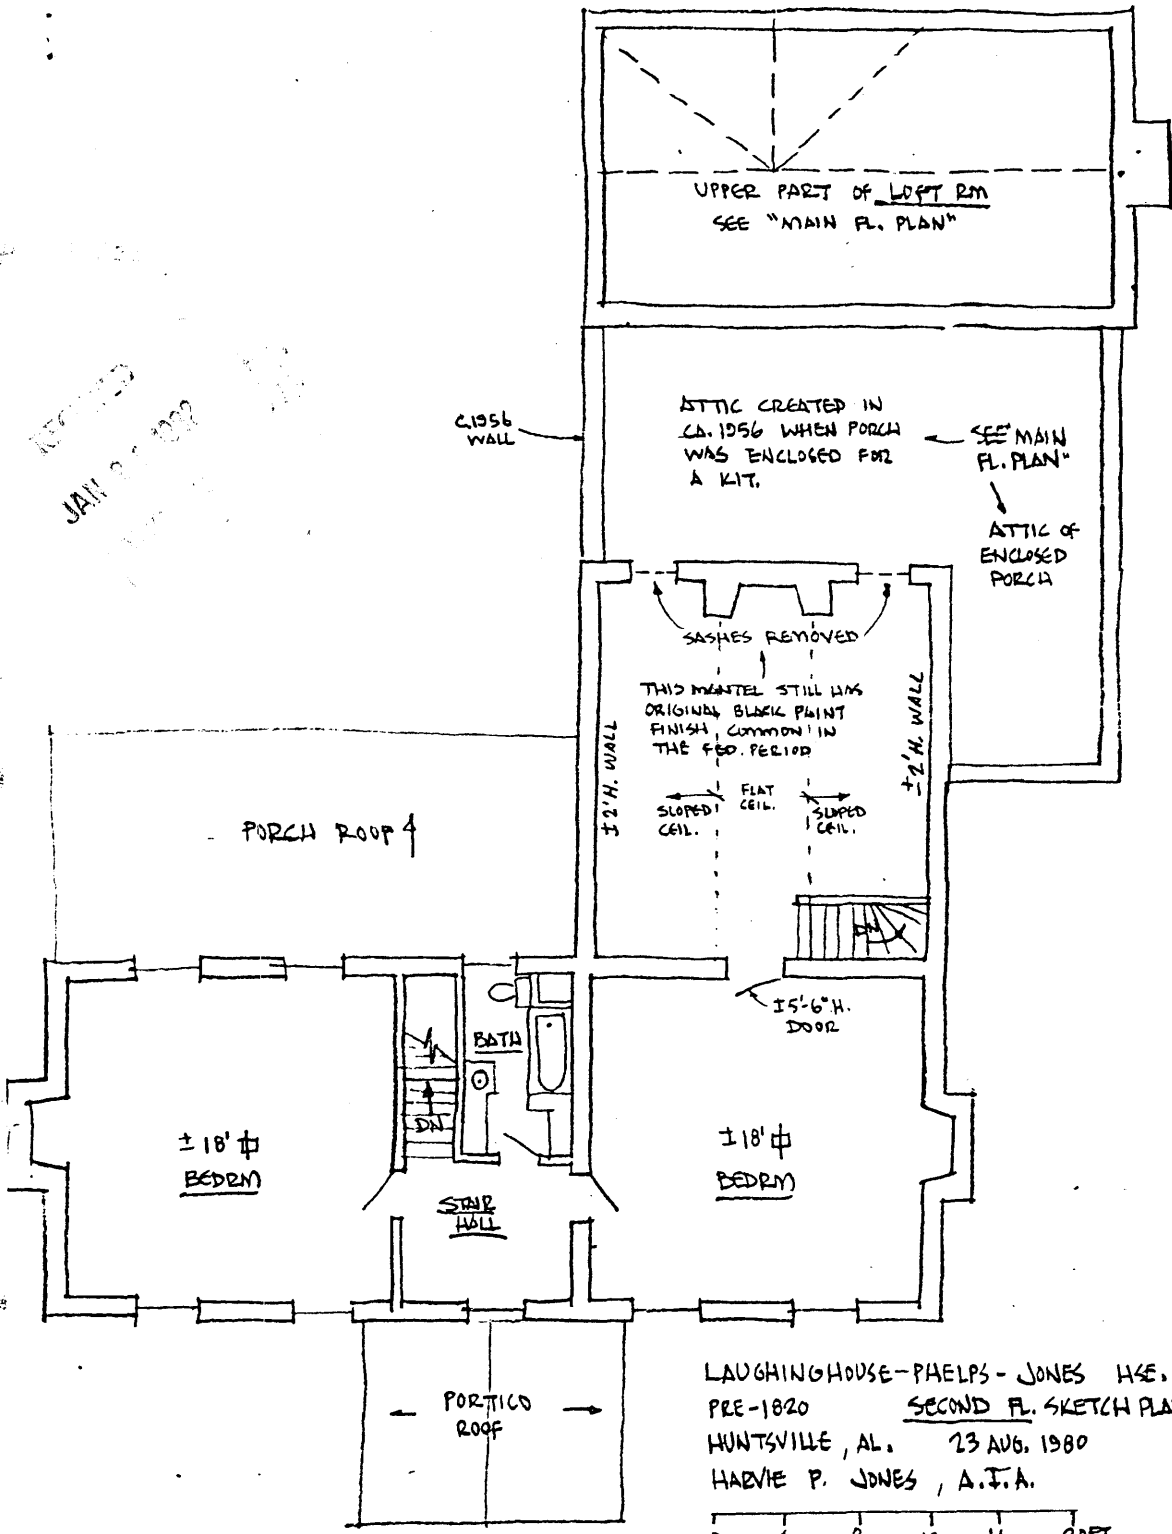 UPPER PART OF LOFT RM
SEE "MAIN FL. PLAN"
JAN
C.1956
WALL
ATTIC CREATED IN
CA. 1956 WHEN PORCH
WAS ENCLOSED FOR
A KIT.
SEE "MAIN
FL. PLAN"
ATTIC OF
ENCLOSED
PORCH
SASHES REMOVED
THIS MANTEL STILL HAS
ORIGINAL BLACK PAINT
FINISH, COMMON IN
THE FED. PERIOD
±2' H. WALL
±2' H. WALL
SLOPED
CEIL.
FLAT
CEIL.
SLOPED
CEIL.
PORCH ROOF
DN
±5'-6" H.
DOOR
BATH
DN
±18'
BEDRM
STAIR
HALL
±18'
BEDRM
PORTICO
ROOF
LAUGHINGHOUSE-PHELPS-JONES HSE.
PRE-1820 SECOND FL. SKETCH PLA
HUNTSVILLE, AL. 23 AUG. 1980
HARVIE P. JONES, A.I.A.